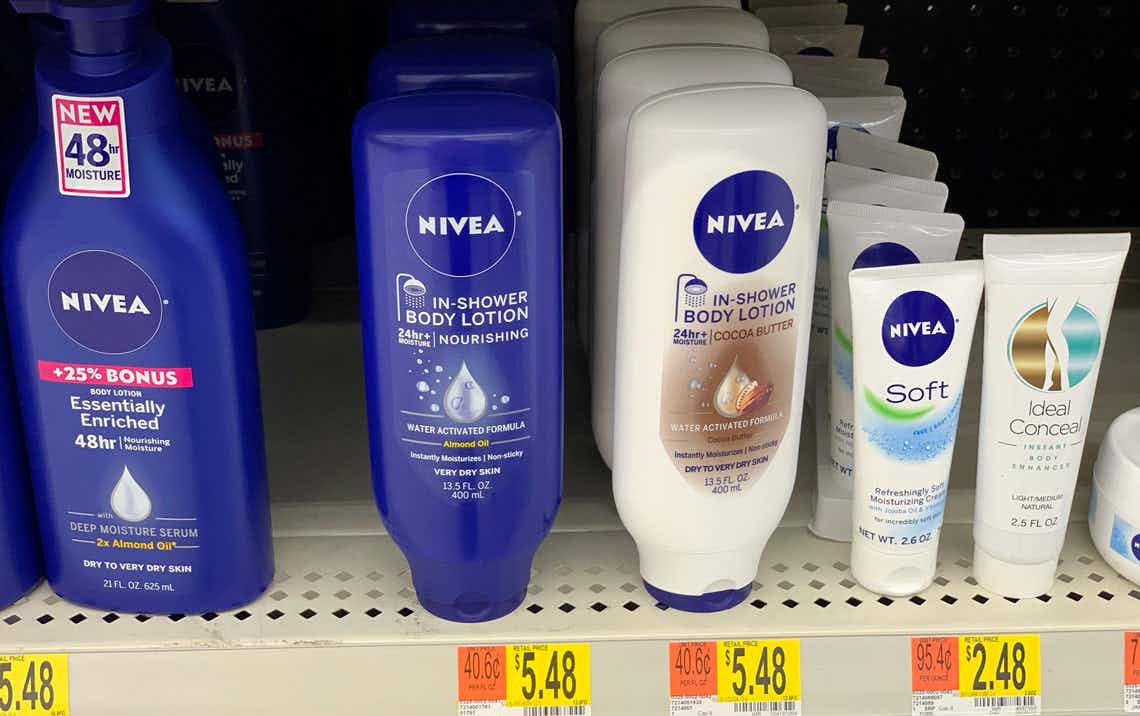 NEW
48hr
MOISTURE
NIVEA
+25% BONUS
BODY LOTION
Essentially
Enriched
48hr | Nourishing
Moisture
with
DEEP MOISTURE SERUM
2x Almond Oil*
DRY TO VERY DRY SKIN
21 FL. OZ. 625 mL
NIVEA
NIVEA
IN-SHOWER
BODY LOTION
24hr+
MOISTURE
NOURISHING
WATER ACTIVATED FORMULA
Almond Oil
Instantly Moisturizes | Non-sticky
VERY DRY SKIN
13.5 FL. OZ.
400 mL
NIVEA
IN-SHOWER
BODY LOTION
24hr+
MOISTURE
COCOA BUTTER
WATER ACTIVATED FORMULA
Cocoa Butter
Instantly Moisturizes | Non-sticky
DRY TO VERY DRY SKIN
13.5 FL. OZ.
400 mL
NIVEA
Soft
Refreshingly Soft
Moisturizing Cream
with Jojoba Oil &
for incredibly soft
NET WT. 2.6 OZ.
Ideal
Conceal
INSTANT
BODY
ENHANCER
LIGHT/MEDIUM
NATURAL
2.5 FL OZ
5.48
40.6¢
PER FL OZ
RETAIL PRICE
$5.48
40.6¢
PER FL OZ
RETAIL PRICE
$5.48
95.4¢
PER OUNCE
RETAIL PRICE
$2.48